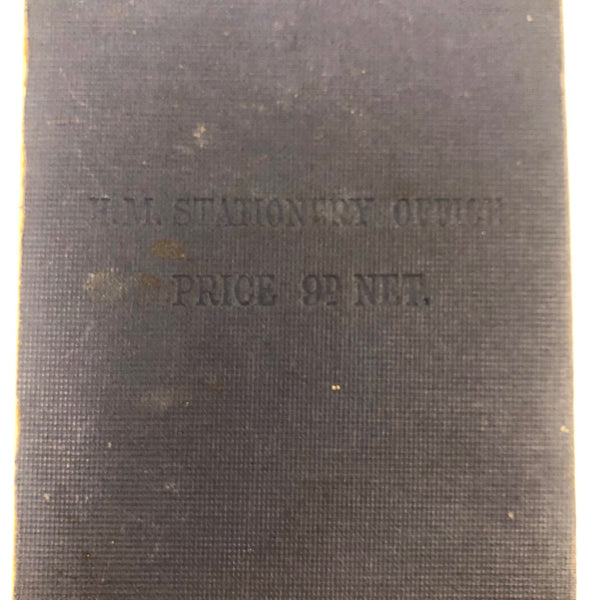 H.M. STATIONERY OFFICE
PRICE 9D NET.